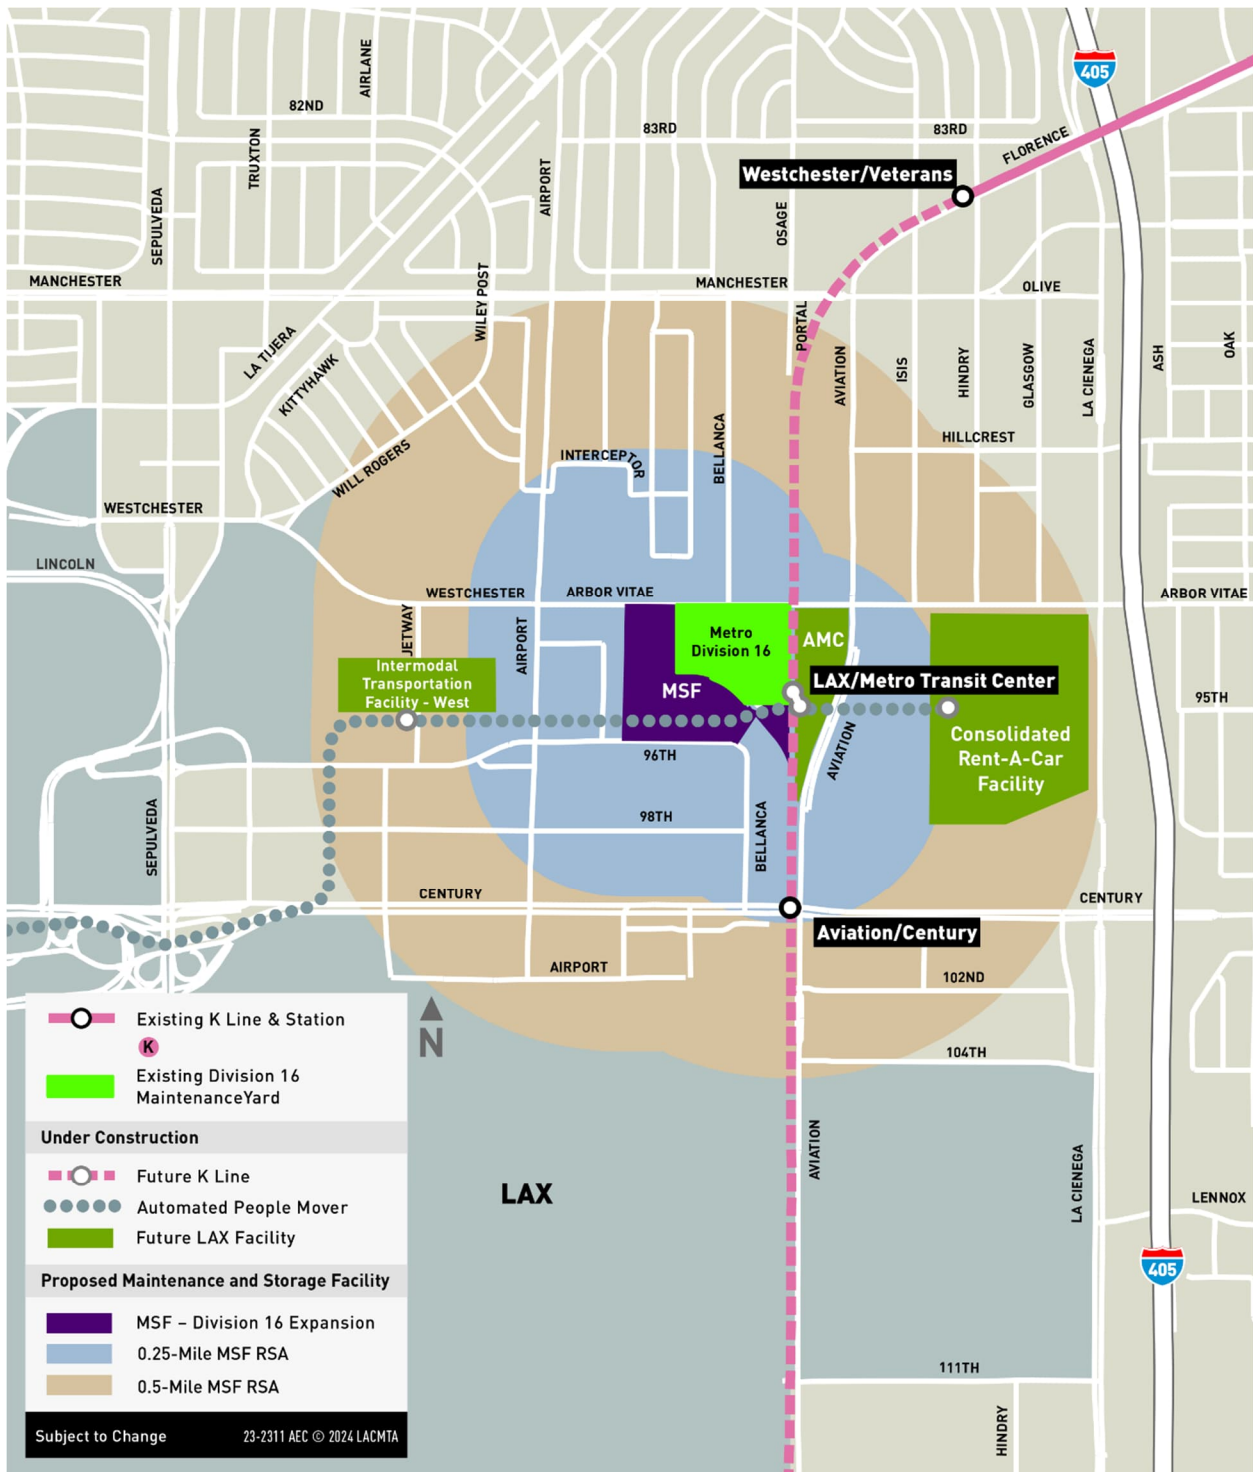 405
AIRLANE
82ND
83RD
83RD
FLORENCE
TRUXTON
AIRPORT
Westchester/Veterans
SEPULVEDA
OSAGE
MANCHESTER
MANCHESTER
OLIVE
WILEY POST
PORTAL
LA TIJERA
KITTYHAWK
AVIATION
ISIS
HINDRY
GLASGOW
LA CIENEGA
ASH
OAK
BELLANCA
HILLCREST
INTERCEPTOR
WILL ROGERS
WESTCHESTER
LINCOLN
WESTCHESTER
ARBOR VITAE
ARBOR VITAE
JETWAY
AIRPORT
Metro
Division 16
AMC
Intermodal
Transportation
Facility - West
MSF
LAX/Metro Transit Center
95TH
Consolidated
Rent-A-Car
Facility
96TH
AVIATION
98TH
SEPULVEDA
BELLANCA
CENTURY
CENTURY
Aviation/Century
AIRPORT
102ND
N
104TH
Existing K Line & Station
K
Existing Division 16
MaintenanceYard
Under Construction
Future K Line
Automated People Mover
Future LAX Facility
Proposed Maintenance and Storage Facility
MSF – Division 16 Expansion
0.25-Mile MSF RSA
0.5-Mile MSF RSA
Subject to Change
23-2311 AEC © 2024 LACMTA
LAX
AVIATION
LA CIENEGA
LENNOX
405
111TH
HINDRY